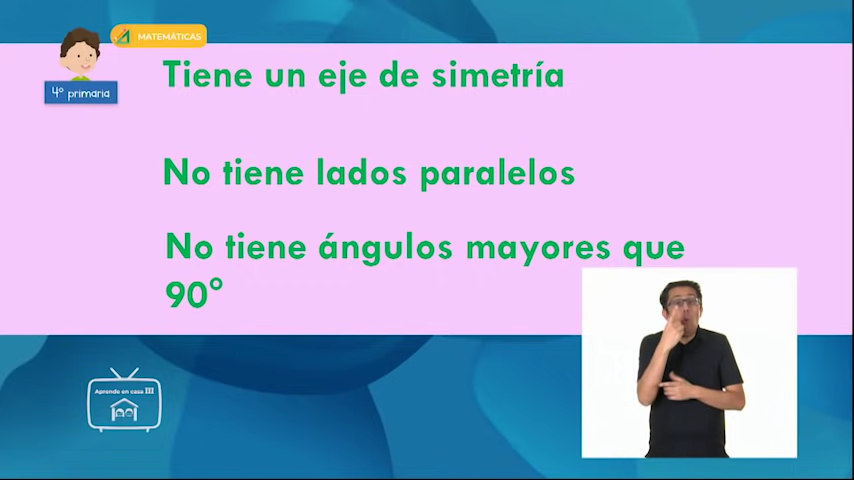 MATEMÁTICAS
4º primaria
Tiene un eje de simetría
No tiene lados paralelos
No tiene ángulos mayores que
90°
Aprende en casa III